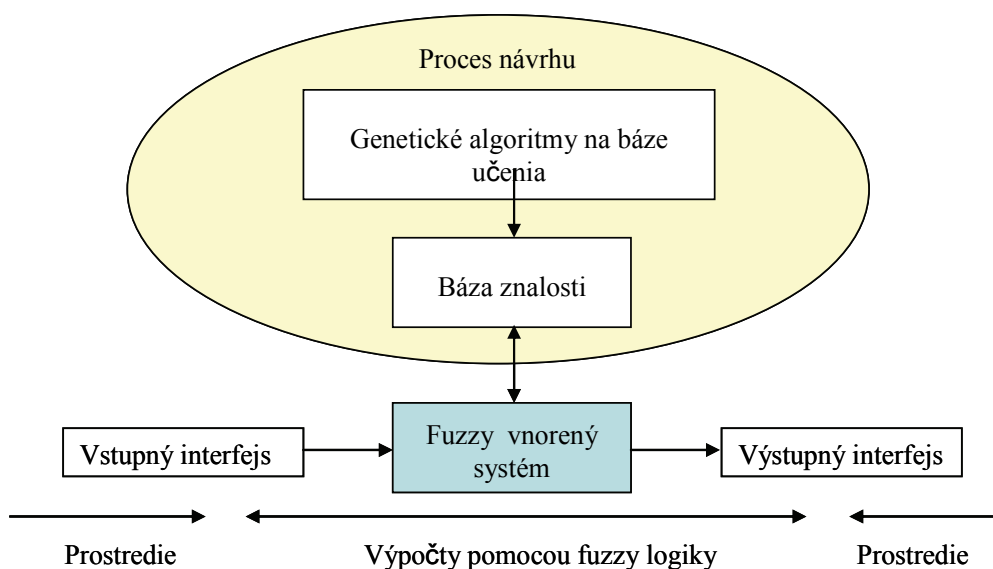 Proces návrhu
Genetické algoritmy na báze
učenia
Báza znalosti
Fuzzy vnorený
systém
Vstupný interfejs
Výstupný interfejs
Prostredie
Výpočty pomocou fuzzy logiky
Prostredie